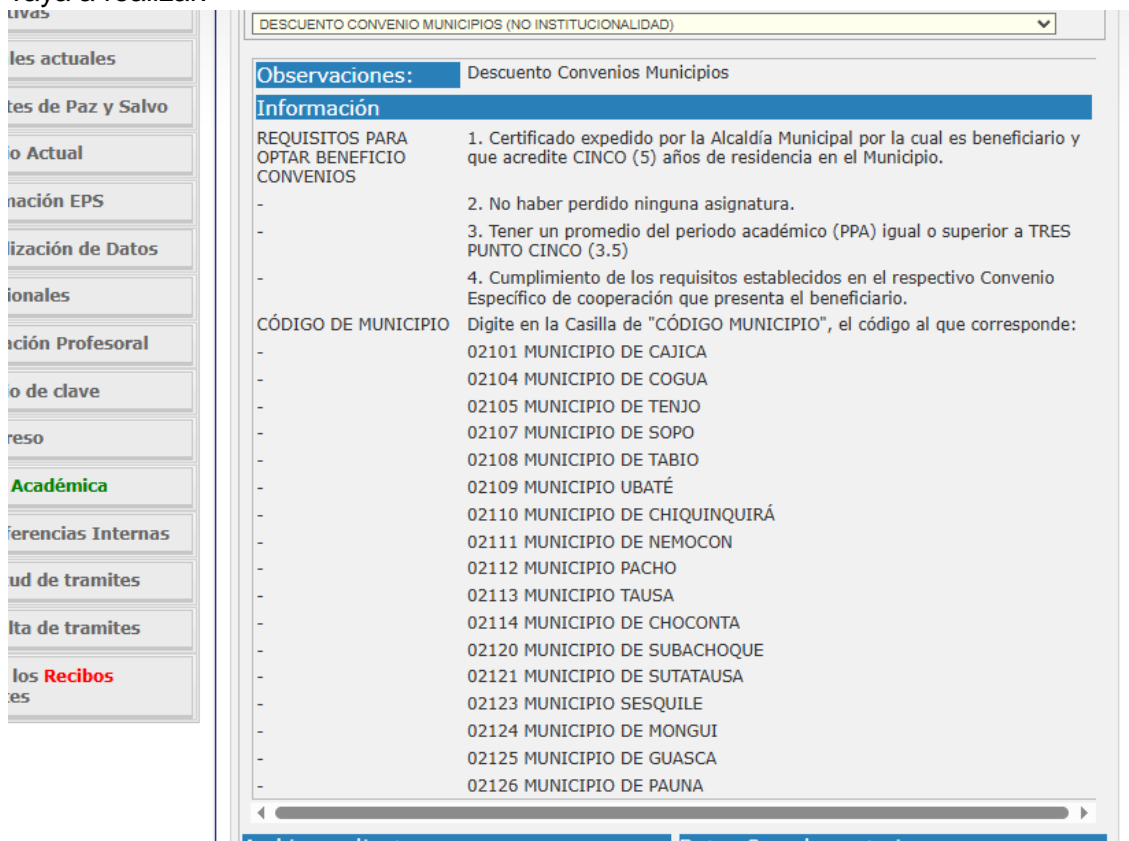 vaya a realizar.
tivas
les actuales
tes de Paz y Salvo
io Actual
mación EPS
lización de Datos
ionales
ación Profesoral
io de clave
reso
Académica
ferencias Internas
tud de tramites
lta de tramites
los Recibos
tes
DESCUENTO CONVENIO MUNICIPIOS (NO INSTITUCIONALIDAD)
Observaciones: Descuento Convenios Municipios
Información
REQUISITOS PARA OPTAR BENEFICIO CONVENIOS
1. Certificado expedido por la Alcaldía Municipal por la cual es beneficiario y
que acredite CINCO (5) años de residencia en el Municipio.
- 2. No haber perdido ninguna asignatura.
- 3. Tener un promedio del periodo académico (PPA) igual o superior a TRES
PUNTO CINCO (3.5)
- 4. Cumplimiento de los requisitos establecidos en el respectivo Convenio
Específico de cooperación que presenta el beneficiario.
CÓDIGO DE MUNICIPIO Digite en la Casilla de "CÓDIGO MUNICIPIO", el código al que corresponde:
- 02101 MUNICIPIO DE CAJICA
- 02104 MUNICIPIO DE COGUA
- 02105 MUNICIPIO DE TENJO
- 02107 MUNICIPIO DE SOPO
- 02108 MUNICIPIO DE TABIO
- 02109 MUNICIPIO UBATÉ
- 02110 MUNICIPIO DE CHIQUINQUIRÁ
- 02111 MUNICIPIO DE NEMOCON
- 02112 MUNICIPIO PACHO
- 02113 MUNICIPIO TAUSA
- 02114 MUNICIPIO DE CHOCONTA
- 02120 MUNICIPIO DE SUBACHOQUE
- 02121 MUNICIPIO DE SUTATAUSA
- 02123 MUNICIPIO SESQUILE
- 02124 MUNICIPIO DE MONGUI
- 02125 MUNICIPIO DE GUASCA
- 02126 MUNICIPIO DE PAUNA